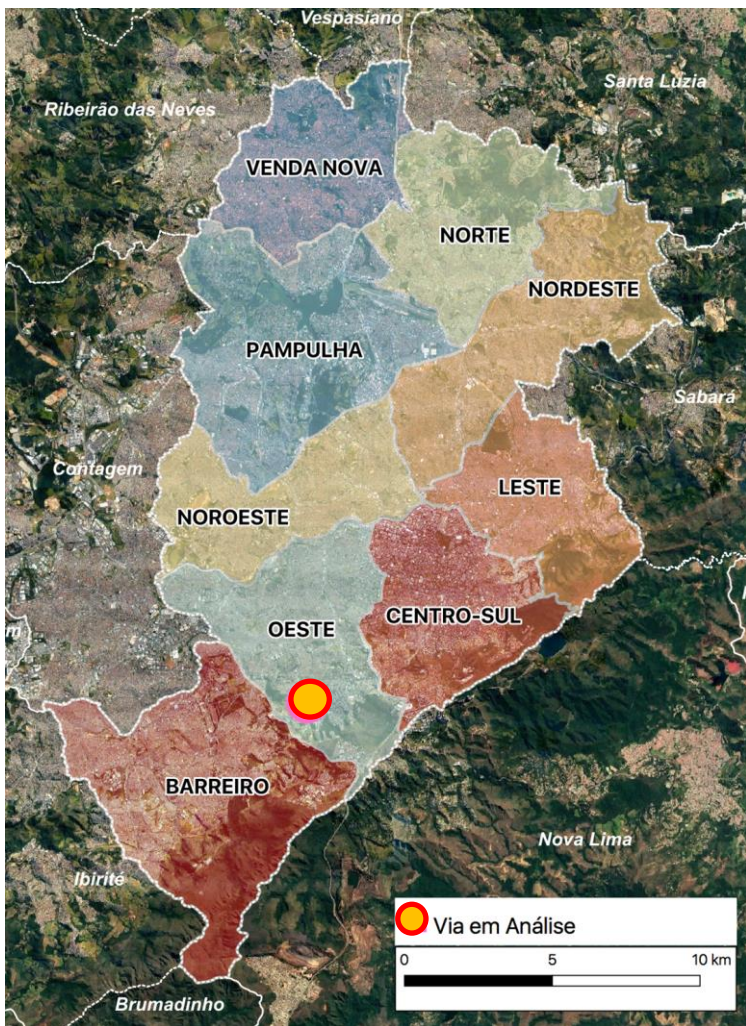 Vespasiano
Santa Luzia
Ribeirão das Neves
VENDA NOVA
NORTE
NORDESTE
PAMPULHA
Sabará
Contagem
LESTE
NOROESTE
CENTRO-SUL
OESTE
m
BARREIRO
Nova Lima
Ibirité
Via em Análise
0 5 10 km
Brumadinho